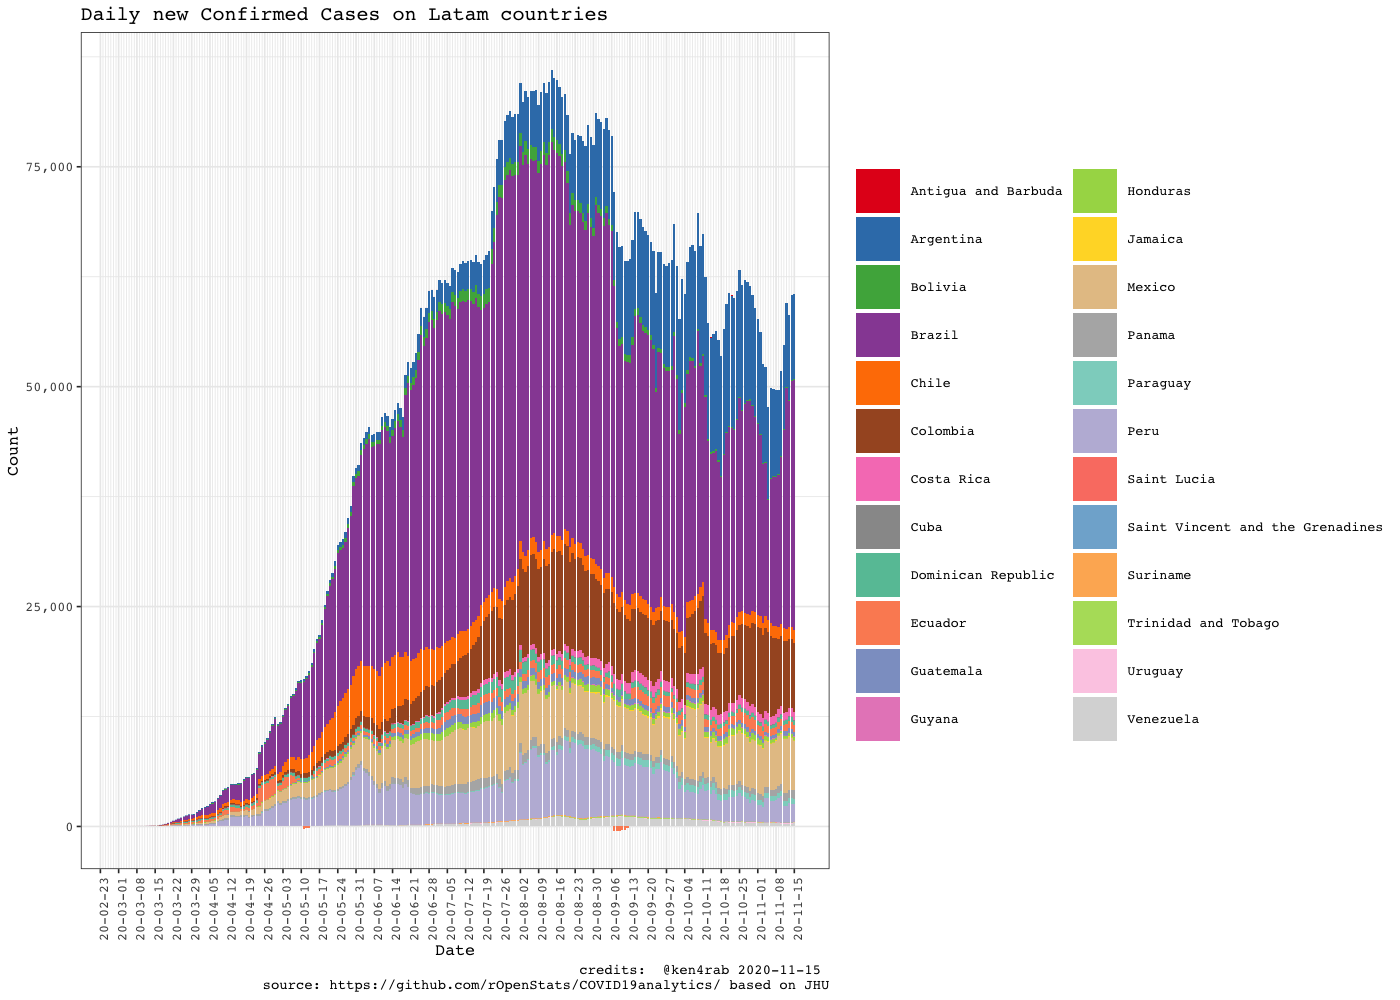 Daily new Confirmed Cases on Latam countries
Count
75,000
50,000
25,000
0
20-02-23
20-03-01
20-03-08
20-03-15
20-03-22
20-03-29
20-04-05
20-04-12
20-04-19
20-04-26
20-05-03
20-05-10
20-05-17
20-05-24
20-05-31
20-06-07
20-06-14
20-06-21
20-06-28
20-07-05
20-07-12
20-07-19
20-07-26
20-08-02
20-08-09
20-08-16
20-08-23
20-08-30
20-09-06
20-09-13
20-09-20
20-09-27
20-10-04
20-10-11
20-10-18
20-10-25
20-11-01
20-11-08
20-11-15
Date
Antigua and Barbuda
Argentina
Bolivia
Brazil
Chile
Colombia
Costa Rica
Cuba
Dominican Republic
Ecuador
Guatemala
Guyana
Honduras
Jamaica
Mexico
Panama
Paraguay
Peru
Saint Lucia
Saint Vincent and the Grenadines
Suriname
Trinidad and Tobago
Uruguay
Venezuela
credits:  @ken4rab 2020-11-15
source: https://github.com/rOpenStats/COVID19analytics/ based on JHU